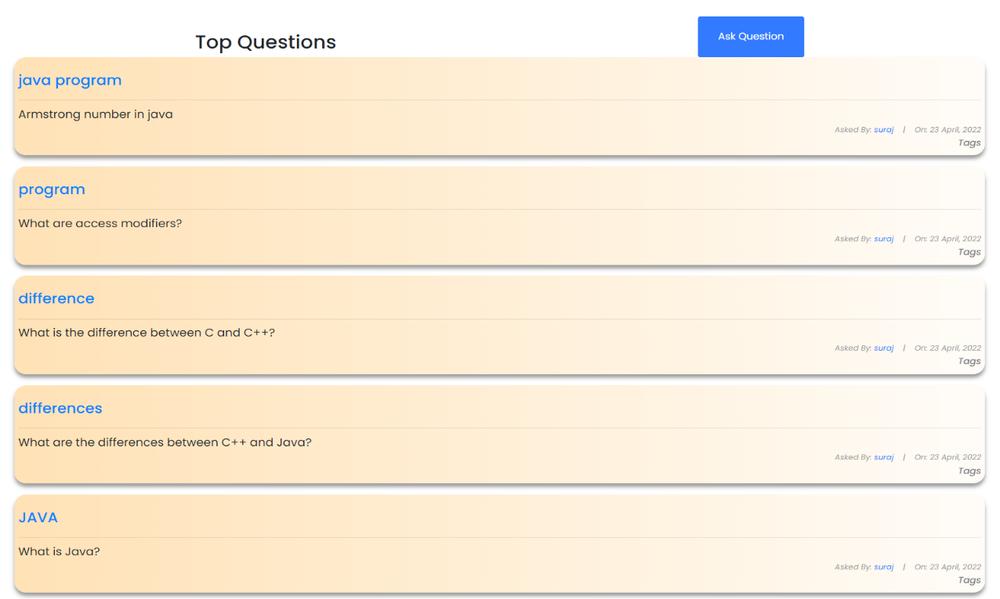 Top Questions
Ask Question
java program
Armstrong number in java
Asked By: suraj | On: 23 April, 2022
Tags
program
What are access modifiers?
Asked By: suraj | On: 23 April, 2022
Tags
difference
What is the difference between C and C++?
Asked By: suraj | On: 23 April, 2022
Tags
differences
What are the differences between C++ and Java?
Asked By: suraj | On: 23 April, 2022
Tags
JAVA
What is Java?
Asked By: suraj | On: 23 April, 2022
Tags